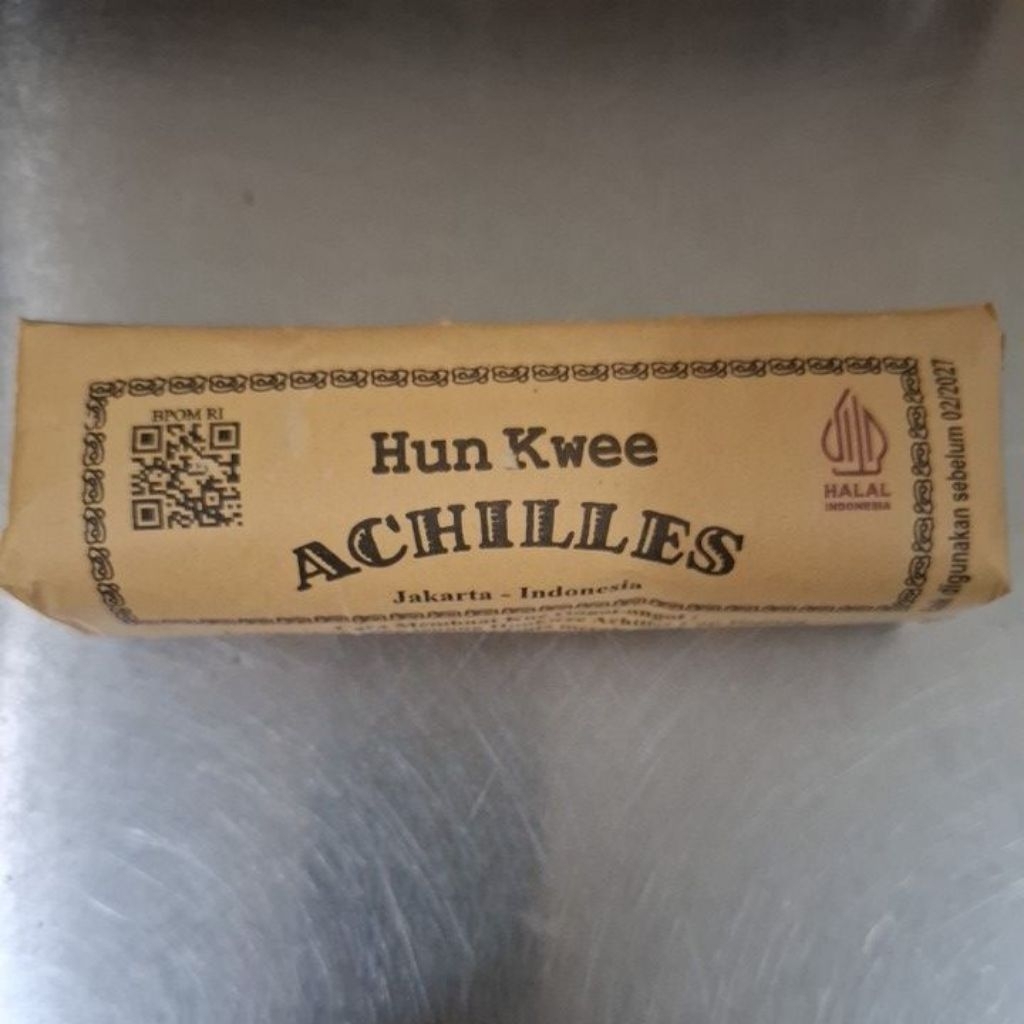 BPOM RI
Hun Kwee
ACHILLES
Jakarta - Indonesia
HALAL
INDONESIA
digunakan sebelum 02/2027